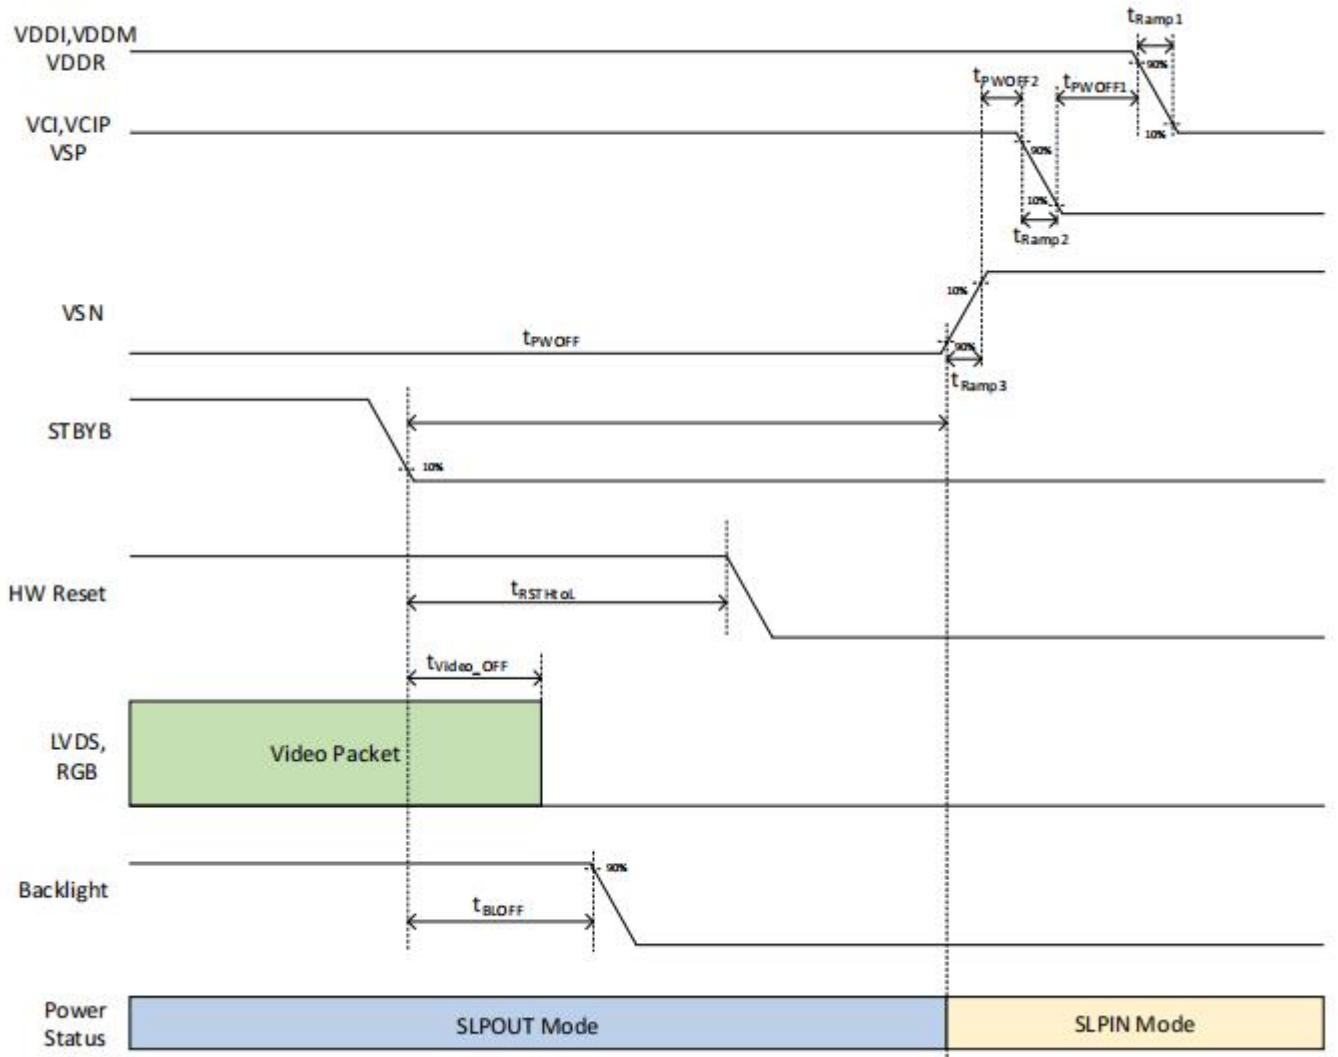 tRamp1
VDDI,VDDM
VDDR
90%
tPWOFF2
tPWOFF1
VCI,VCIP
VSP
10%
90%
10%
tRamp2
10%
VSN
tPWOFF
90%
tRamp3
STBYB
10%
HW Reset
tRSTHtoL
tVideo_OFF
LVDS,
RGB
Video Packet
90%
Backlight
tBLOFF
Power
Status
SLPOUT Mode
SLPIN Mode